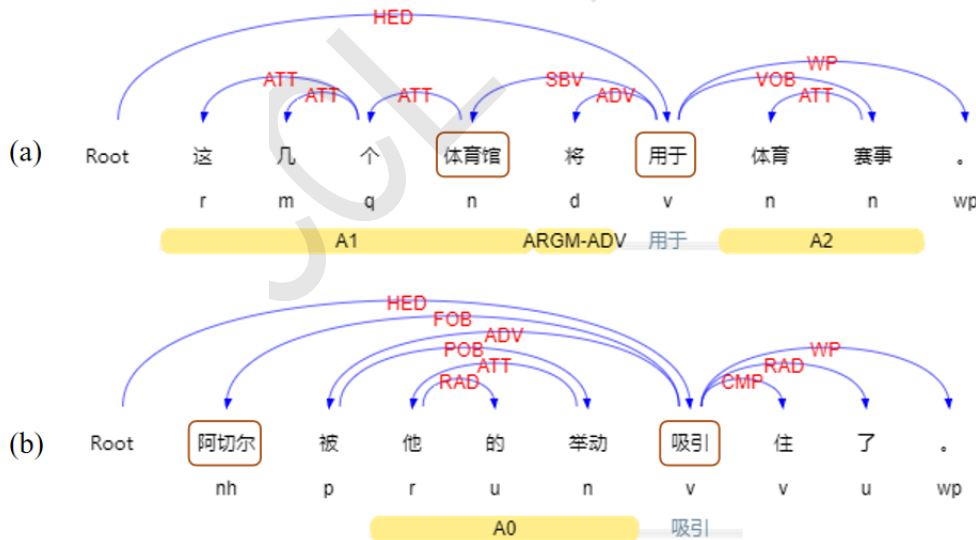 HED
WP
ATT SBV VOB
ATT ATT ADV ATT
(a) Root 这 几 个 体育馆 将 用于 体育 赛事 。
r m q n d v n n wp
A1 ARGM-ADV 用于 A2
CCL
HED
FOB
ADV
POB WP
ATT RAD
RAD CMP
(b) Root 阿切尔 被 他 的 举动 吸引 住 了 。
nh p r u n v v u wp
A0 吸引